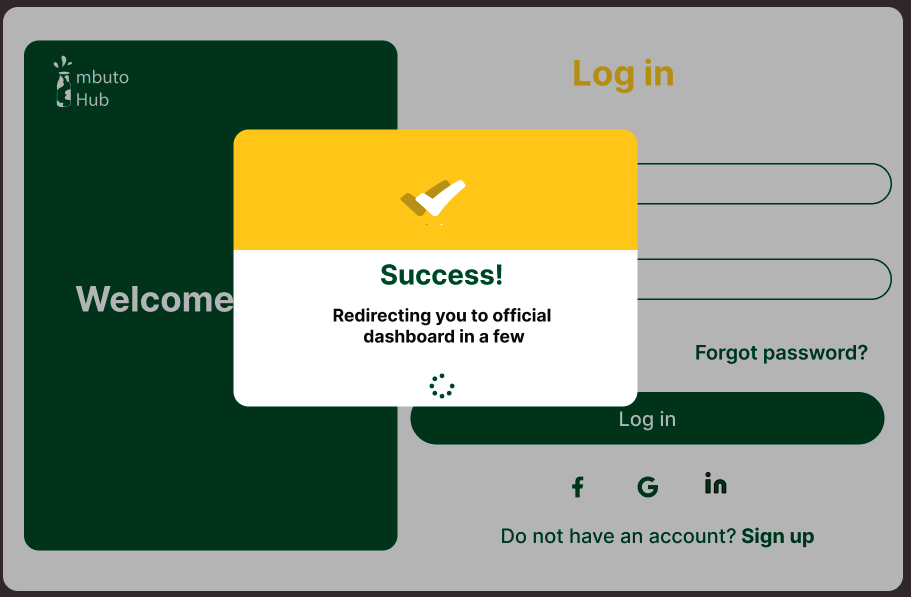 mbuto
Hub
Log in
Welcome
Success!
Redirecting you to official
dashboard in a few
Forgot password?
Log in
Do not have an account? Sign up